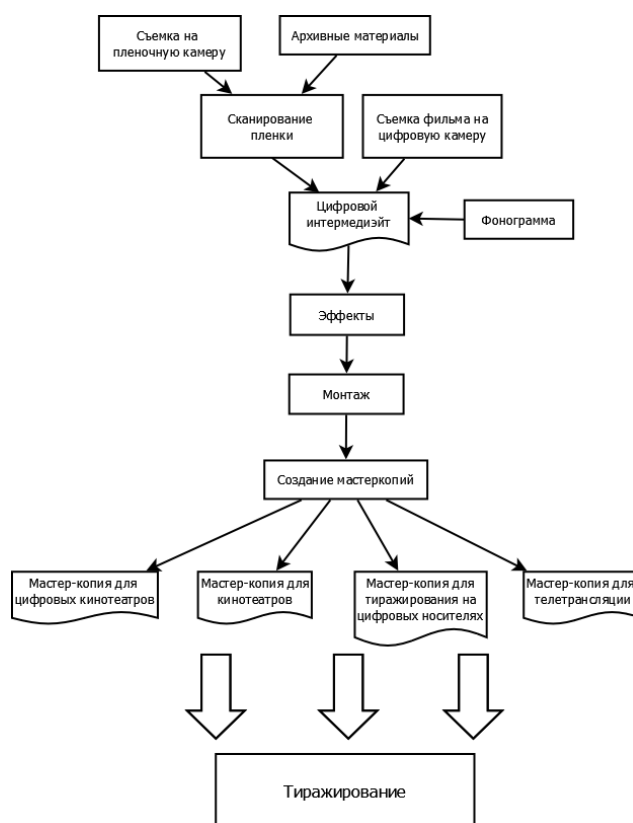 Съемка на
пленочную камеру
Архивные материалы
Сканирование
пленки
Съемка фильма на
цифровую камеру
Цифровой
интермедиэйт
Фонограмма
Эффекты
Монтаж
Создание мастеркопий
Мастер-копия для
цифровых кинотеатров
Мастер-копия для
кинотеатров
Мастер-копия для
тиражирования на
цифровых носителях
Мастер-копия для
телетрансляции
Тиражирование